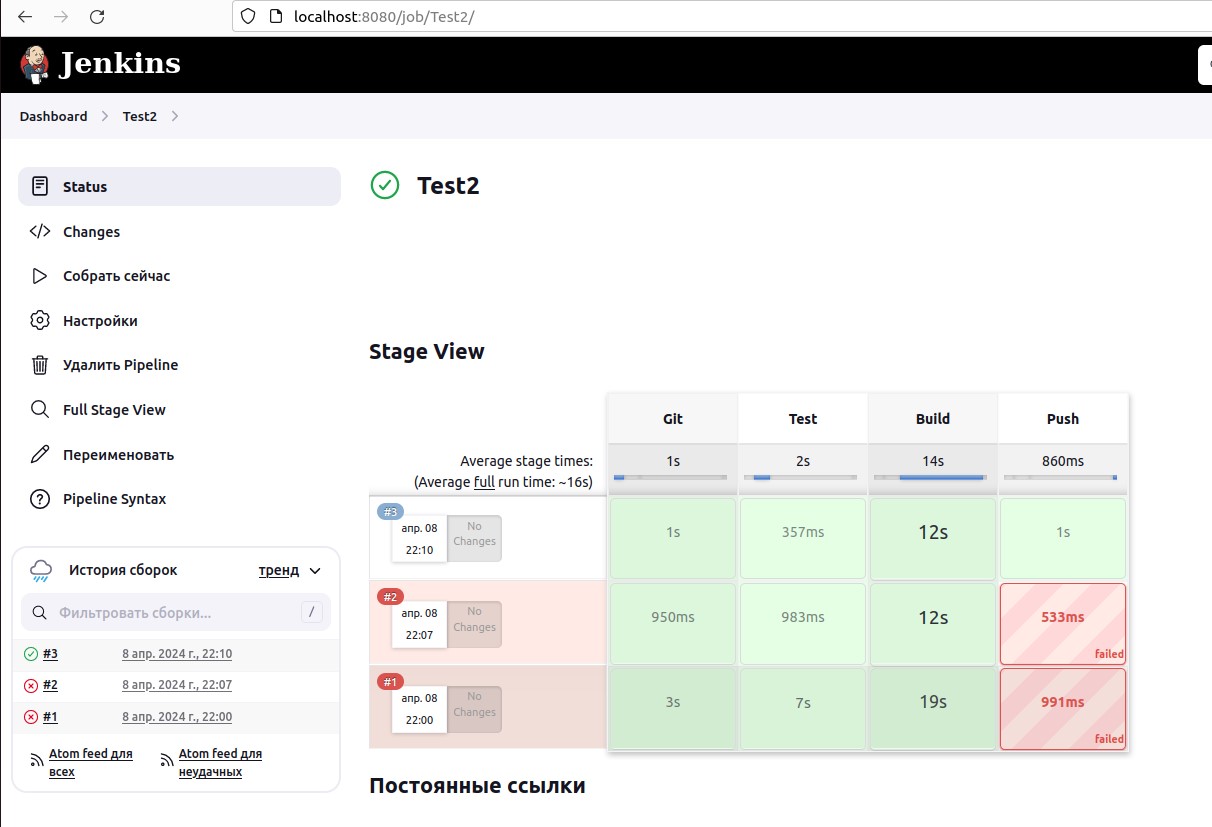 localhost:8080/job/Test2/
Jenkins
Dashboard
Test2
Status
Changes
Собрать сейчас
Настройки
Удалить Pipeline
Full Stage View
Переименовать
Pipeline Syntax
История сборок
тренд
Фильтровать сборки...
/
#3 8 апр. 2024 г., 22:10
#2 8 апр. 2024 г., 22:07
#1 8 апр. 2024 г., 22:00
Atom feed для
всех
Atom feed для
неудачных
Test2
Stage View
Git Test Build Push
Average stage times:
(Average full run time: ~16s)
1s 2s 14s 860ms
#3
апр. 08
22:10
No
Changes
1s 357ms 12s 1s
#2
апр. 08
22:07
No
Changes
950ms 983ms 12s 533ms
failed
#1
апр. 08
22:00
No
Changes
3s 7s 19s 991ms
failed
Постоянные ссылки